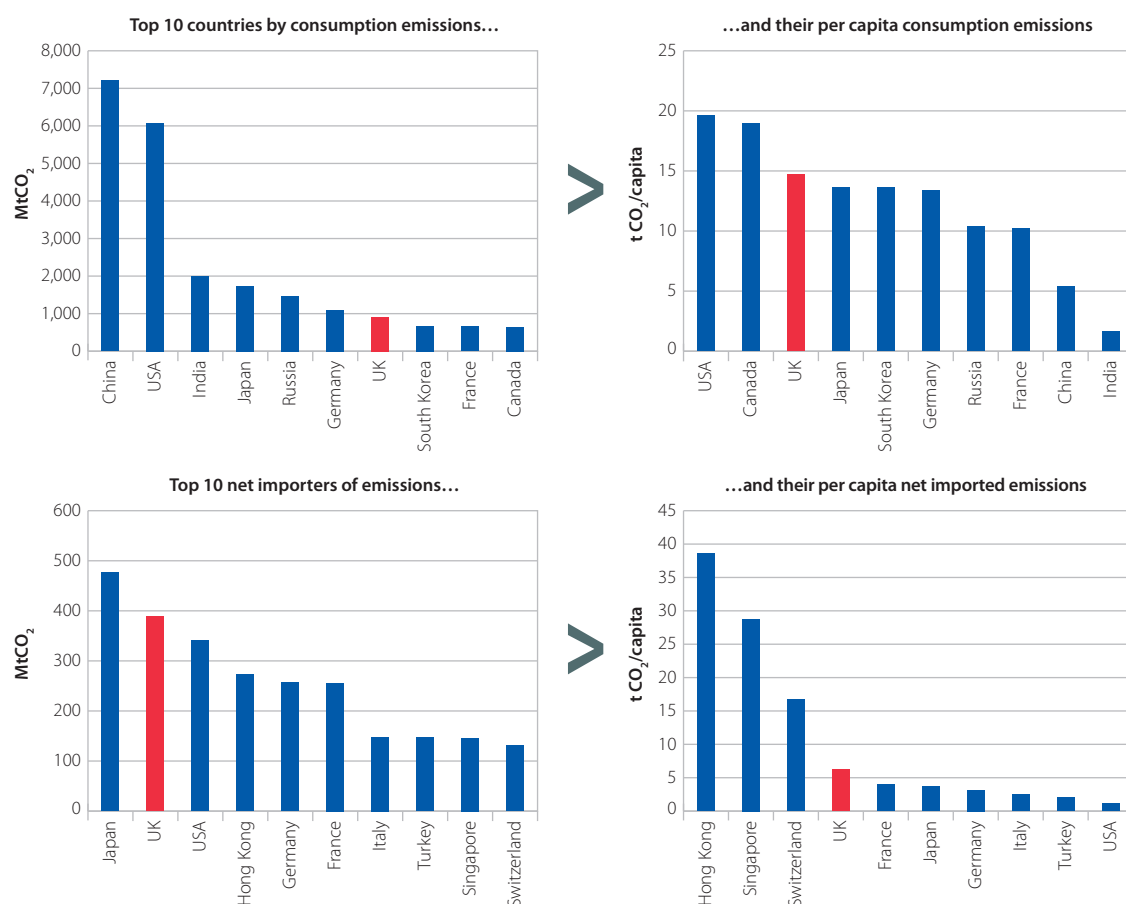 Top 10 countries by consumption emissions…
8,000
7,000
6,000
5,000
4,000
3,000
2,000
1,000
0
MtCO₂
China
USA
India
Japan
Russia
Germany
UK
South Korea
France
Canada
>
…and their per capita consumption emissions
25
20
15
10
5
0
t CO₂/capita
USA
Canada
UK
Japan
South Korea
Germany
Russia
France
China
India
Top 10 net importers of emissions…
600
500
400
300
200
100
0
MtCO₂
Japan
UK
USA
Hong Kong
Germany
France
Italy
Turkey
Singapore
Switzerland
>
…and their per capita net imported emissions
45
40
35
30
25
20
15
10
5
0
t CO₂/capita
Hong Kong
Singapore
Switzerland
UK
France
Japan
Germany
Italy
Turkey
USA